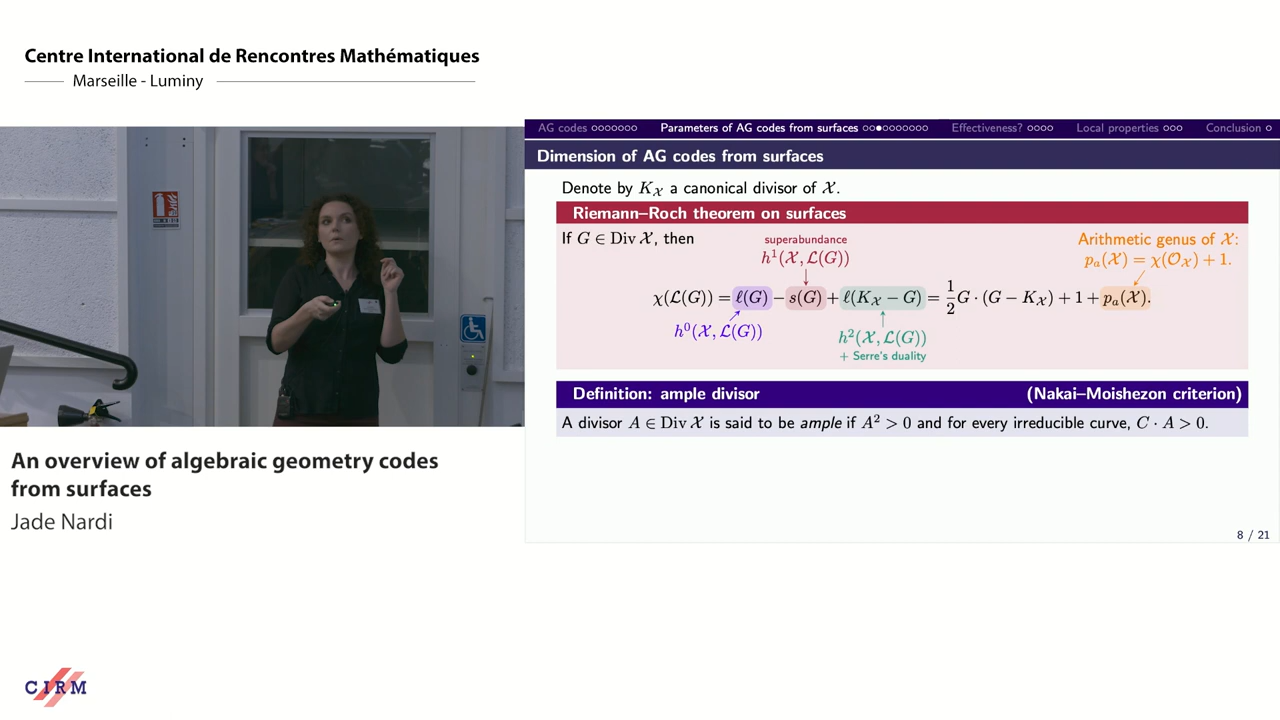 Centre International de Rencontres Mathématiques
Marseille - Luminy
AG codes
Parameters of AG codes from surfaces
Effectiveness?
Local properties
Conclusion
Dimension of AG codes from surfaces
Denote by K_𝒳 a canonical divisor of 𝒳.
Riemann–Roch theorem on surfaces
If G ∈ Div 𝒳, then
superabundance
h¹(𝒳, ℒ(G))
Arithmetic genus of 𝒳:
pₐ(𝒳) = χ(𝒪_𝒳) + 1.
χ(ℒ(G)) = ℓ(G) − s(G) + ℓ(K_𝒳 − G) = 1/2 G · (G − K_𝒳) + 1 + pₐ(𝒳).
h⁰(𝒳, ℒ(G))
h²(𝒳, ℒ(G))
+ Serre's duality
Definition: ample divisor (Nakai–Moishezon criterion)
A divisor A ∈ Div 𝒳 is said to be ample if A² > 0 and for every irreducible curve, C · A > 0.
8 / 21
An overview of algebraic geometry codes
from surfaces
Jade Nardi
CIRM